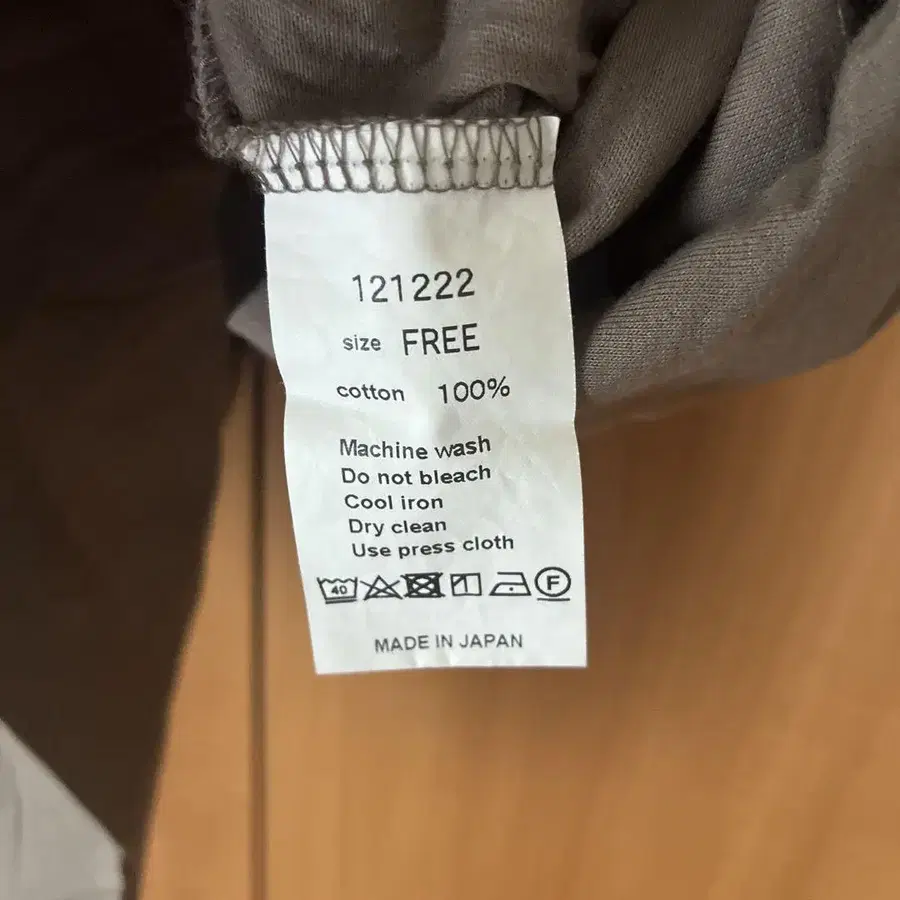 121222
size FREE
cotton 100%
Machine wash
Do not bleach
Cool iron
Dry clean
Use press cloth
40 F
MADE IN JAPAN